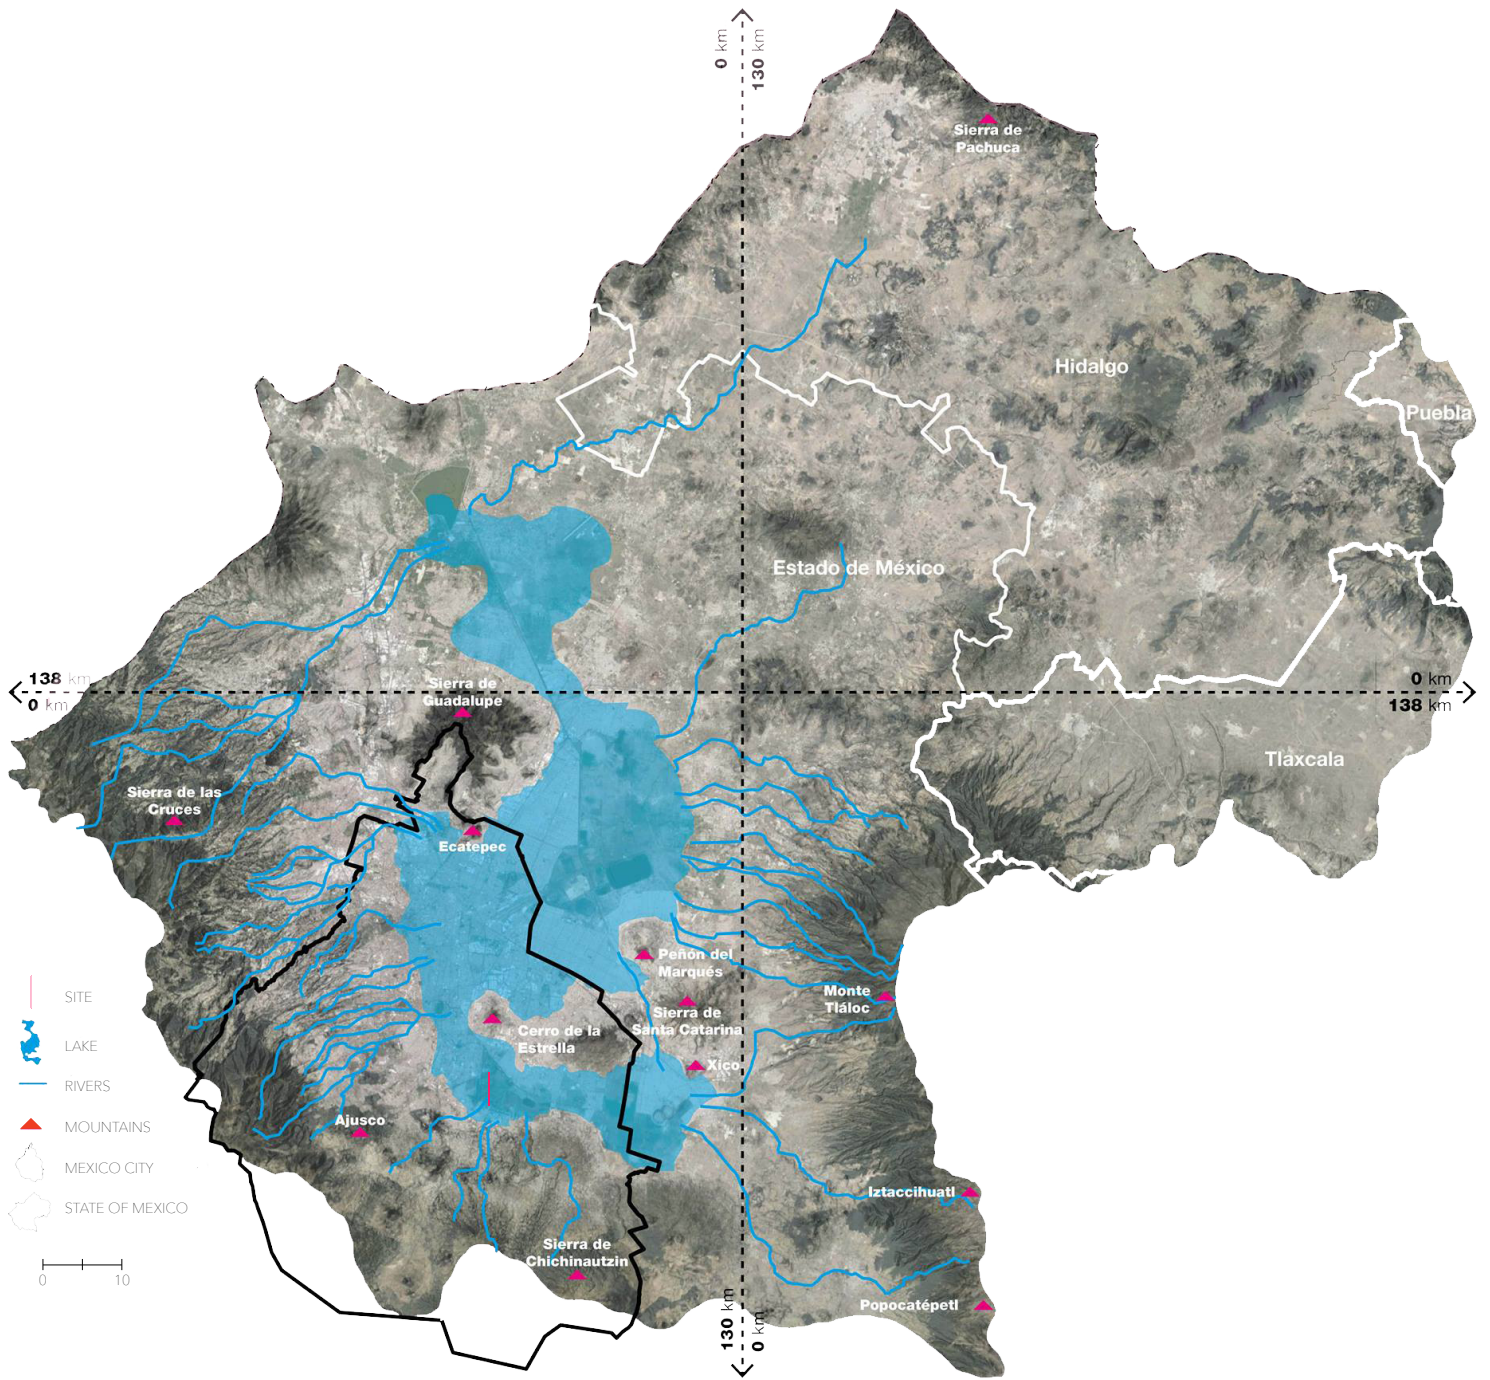 0 km
130 km
Sierra de
Pachuca
Hidalgo
Puebla
Estado de México
138 km
0 km
0 km
138 km
Sierra de
Guadalupe
Tlaxcala
Sierra de las
Cruces
Ecatepec
Peñón del
Marqués
Monte
Tláloc
Sierra de
Santa Catarina
Cerro de la
Estrella
Xico
Ajusco
Iztaccihuatl
Sierra de
Chichinautzin
Popocatépetl
130 km
0 km
SITE
LAKE
RIVERS
MOUNTAINS
MEXICO CITY
STATE OF MEXICO
0 10